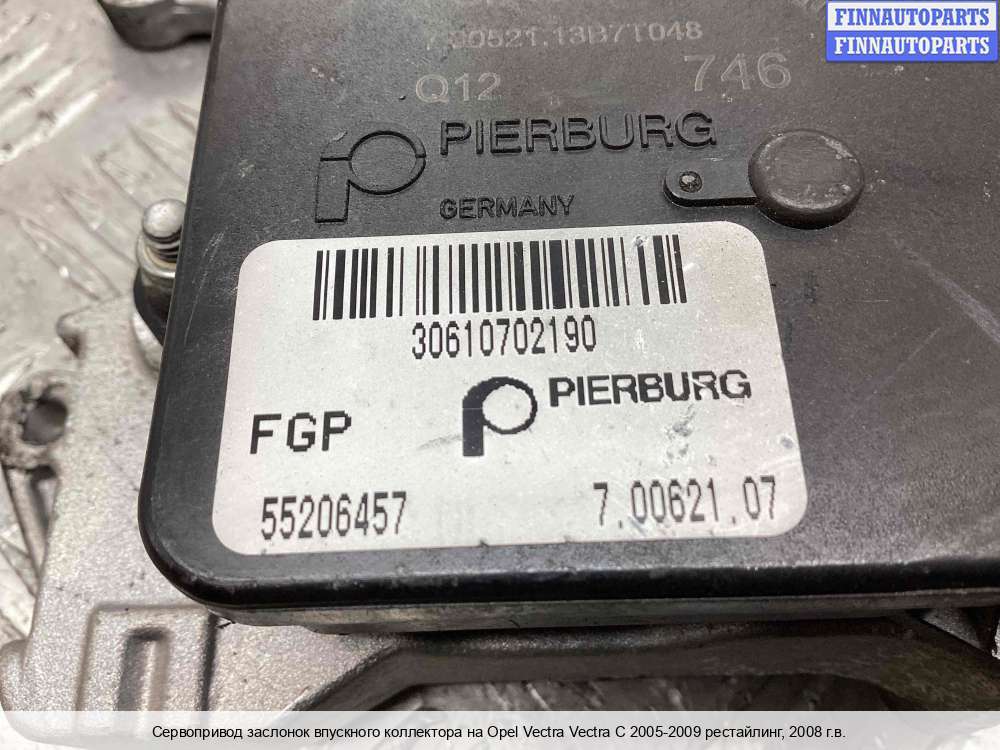 FINNAUTOPARTS
FINNAUTOPARTS
Q12
746
PIERBURG
GERMANY
30610702190
PIERBURG
FGP
55206457
7.00621.07
Сервопривод заслонок впускного коллектора на Opel Vectra Vectra C 2005-2009 рестайлинг, 2008 г.в.